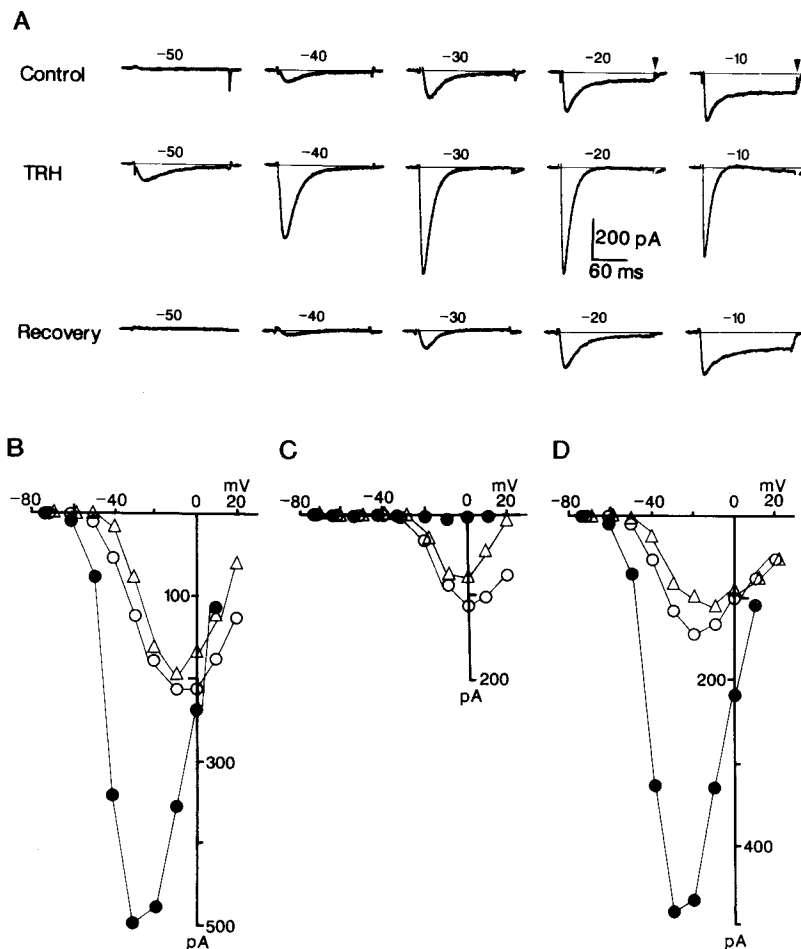 A
Control -50 -40 -30 -20 -10
TRH -50 -40 -30 -20 -10
200 pA
60 ms
Recovery -50 -40 -30 -20 -10
B C D
mV mV mV
-80 -40 0 20 -80 -40 0 20 -80 -40 0 20
100
200
pA
200
300
400
500
pA
pA